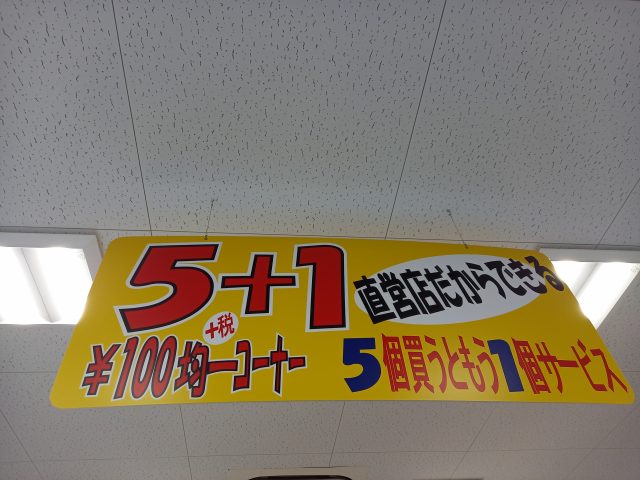 5+1
直営店だからできる
¥100均一コーナー
+税
5個買うともう1個サービス